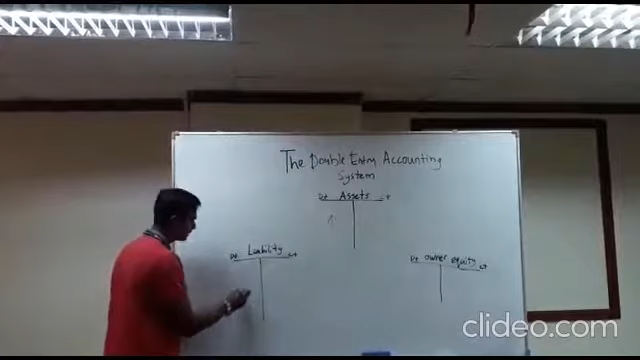 The Double Entry Accounting
System
Dr Assets Cr
Dr Liability Cr
Dr owner equity Cr
clideo.com